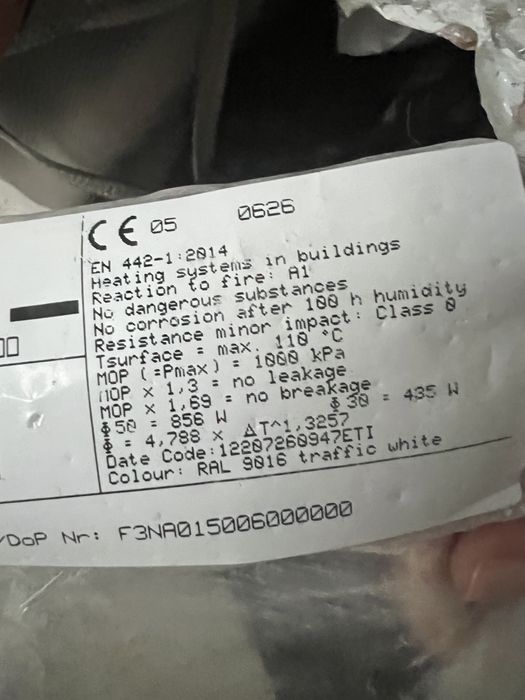 CE 05 0626
EN 442-1:2014
Heating systems in buildings
Reaction to fire: A1
No dangerous substances
No corrosion after 100 h humidity
Resistance minor impact: Class 0
Tsurface = max. 110 °C
MOP (=Pmax) = 1000 kPa
MOP x 1,3 = no leakage
MOP x 1,69 = no breakage
Φ 50 = 856 W Φ 30 = 435 W
Φ = 4,788 x ΔT^1,3257
Date Code:12207260947ETI
Colour: RAL 9016 traffic white
/DoP Nr: F3NA015006000000